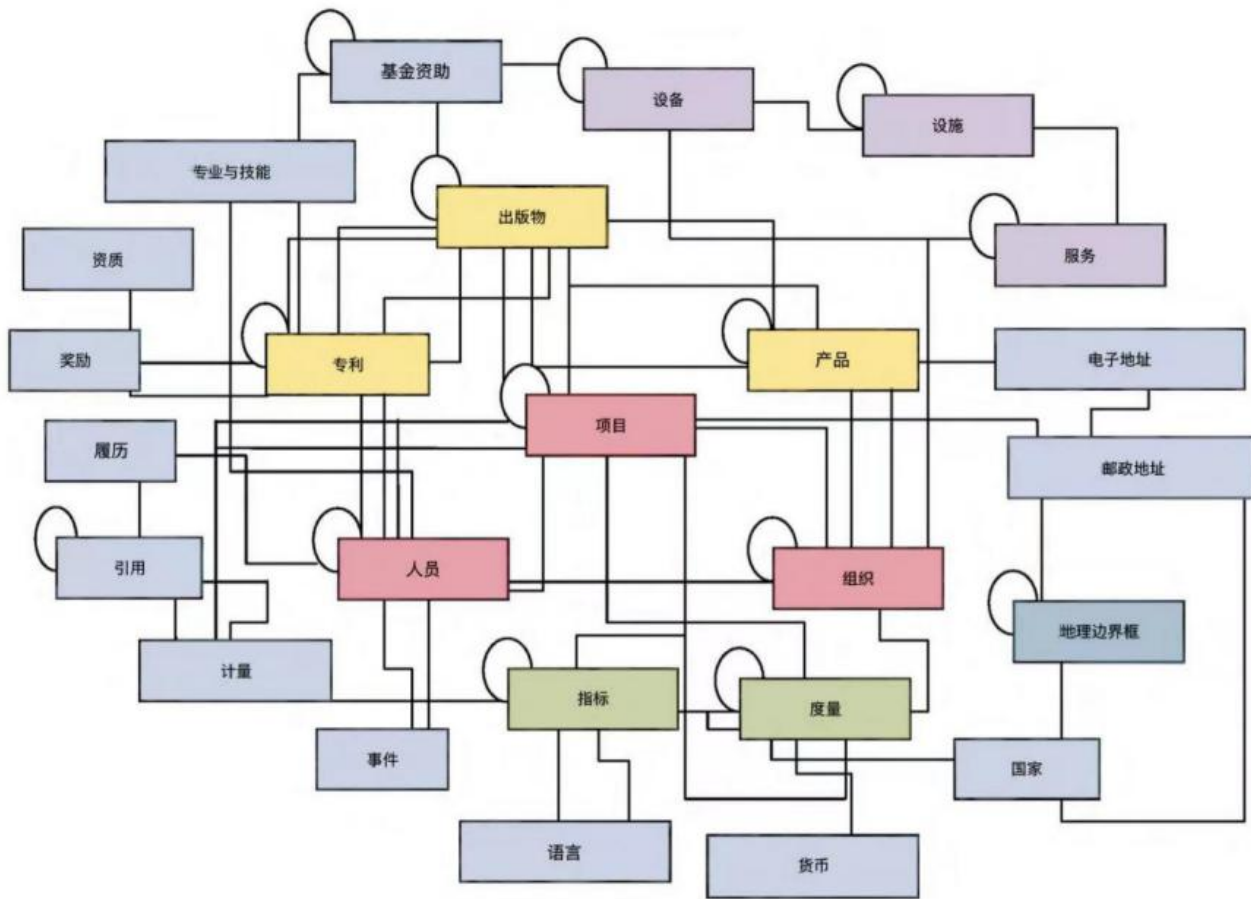 基金资助
设备
设施
专业与技能
出版物
资质
服务
奖励
专利
产品
电子地址
项目
履历
邮政地址
引用
人员
组织
地理边界框
计量
指标
度量
事件
国家
语言
货币